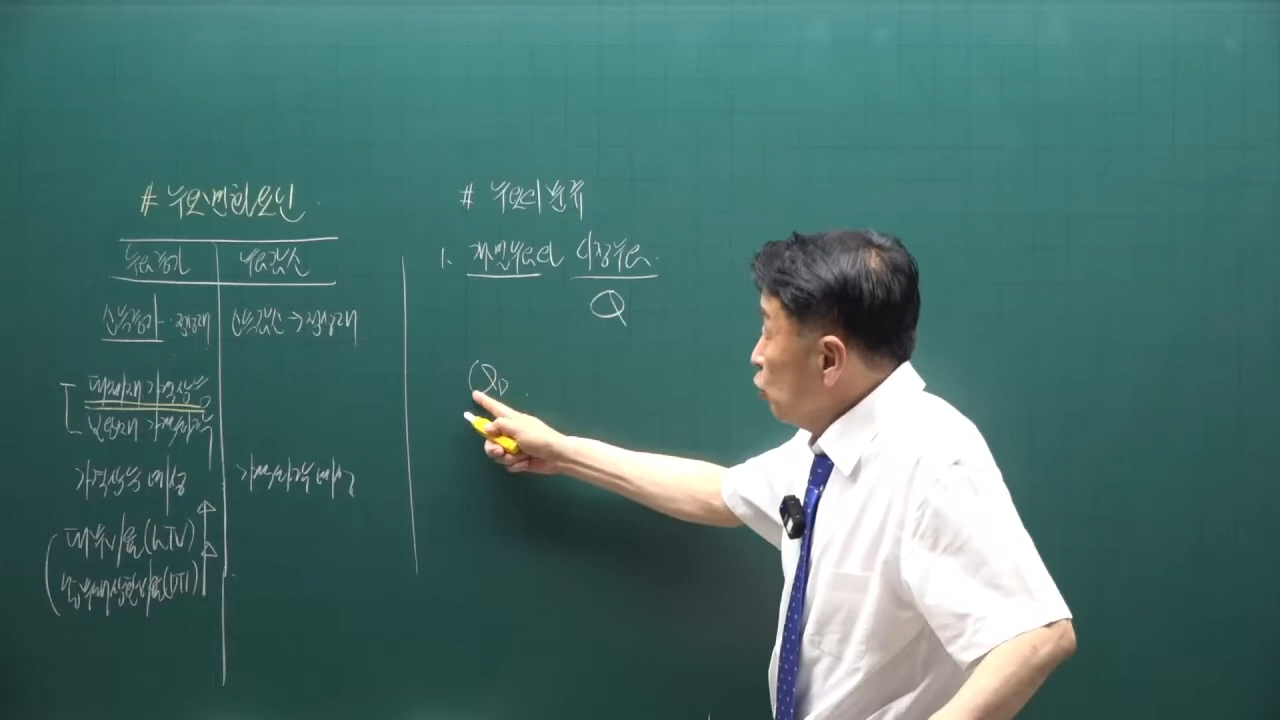 # 수요변화요인
수요증가 수요감소
소득증가 - 정상재 소득감소 → 정상재
대체재 가격상승
보완재 가격하락
가격상승 예상 가격하락 예상
대부비율(LTV)
총부채상환비율(DTI)
# 수요의 분류
1. 개별수요와 시장수요
Q
QD